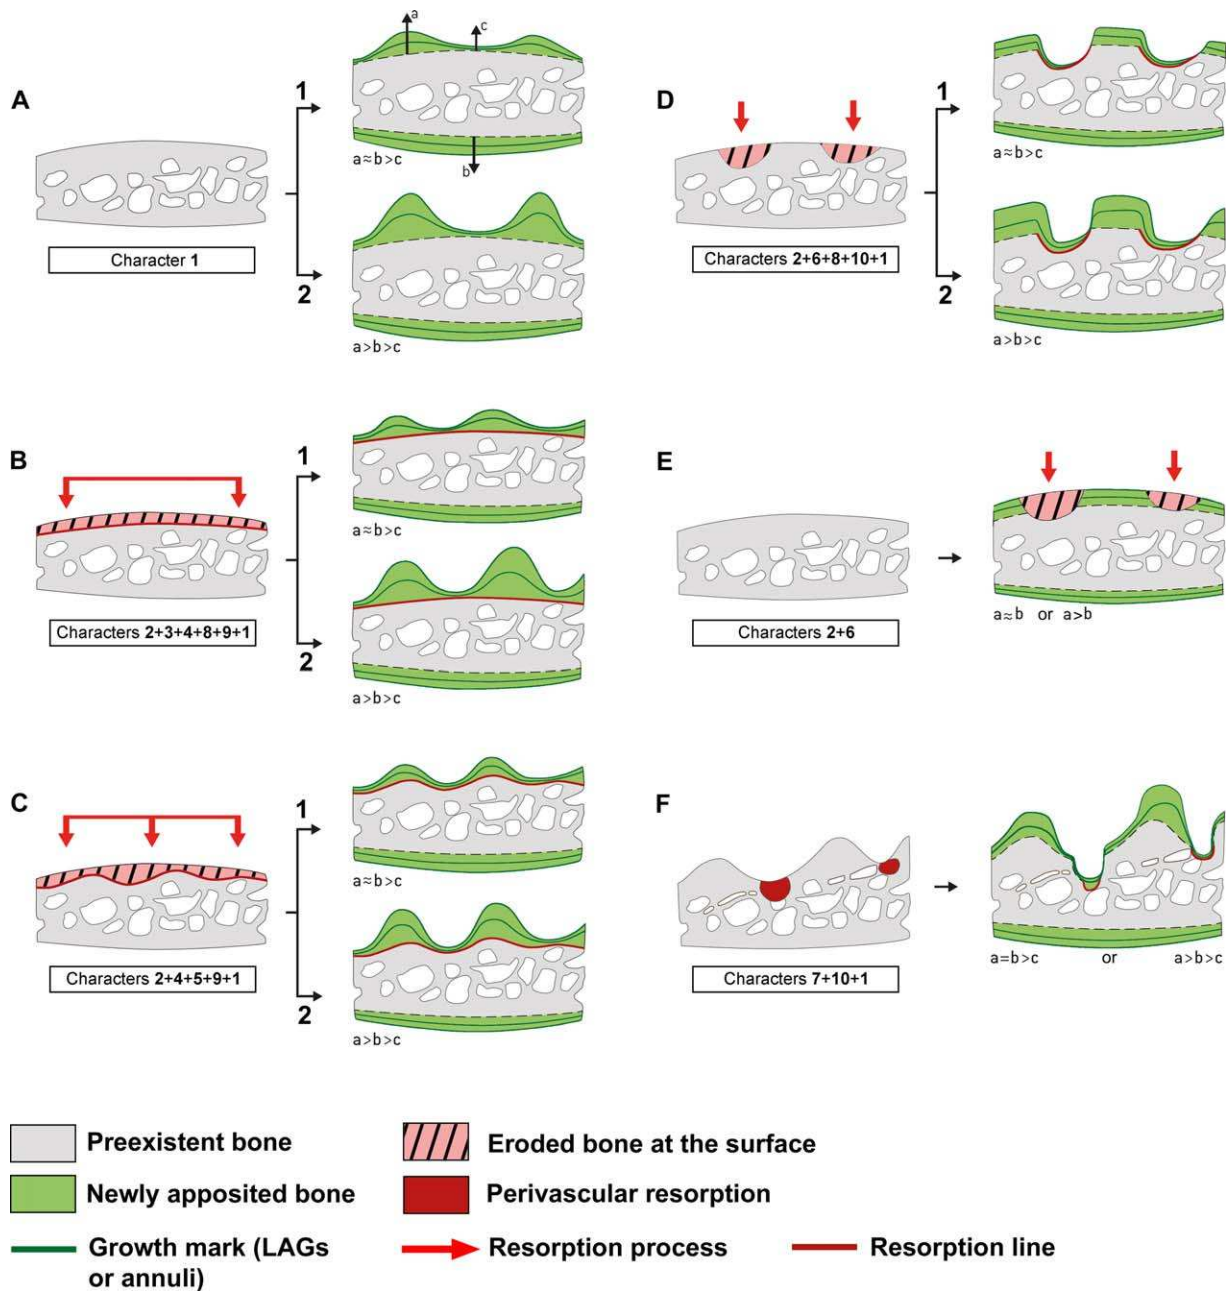 A
Character 1
1
a
c
b
a≈b>c
2
a>b>c
B
Characters 2+3+4+8+9+1
1
a≈b>c
2
a>b>c
C
Characters 2+4+5+9+1
1
a≈b>c
2
a>b>c
D
Characters 2+6+8+10+1
1
a≈b>c
2
a>b>c
E
Characters 2+6
a≈b or a>b
F
Characters 7+10+1
a=b>c or a>b>c
Preexistent bone
Eroded bone at the surface
Newly apposited bone
Perivascular resorption
Growth mark (LAGs
or annuli)
Resorption process
Resorption line